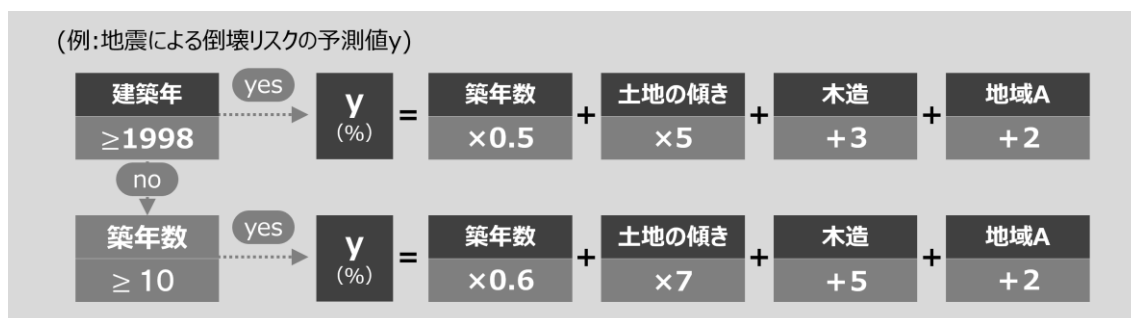 (例:地震による倒壊リスクの予測値y)
建築年 yes y 築年数 土地の傾き 木造 地域A
≥1998 (%) = ×0.5 + ×5 + +3 + +2
no
築年数 yes y 築年数 土地の傾き 木造 地域A
≥ 10 (%) = ×0.6 + ×7 + +5 + +2